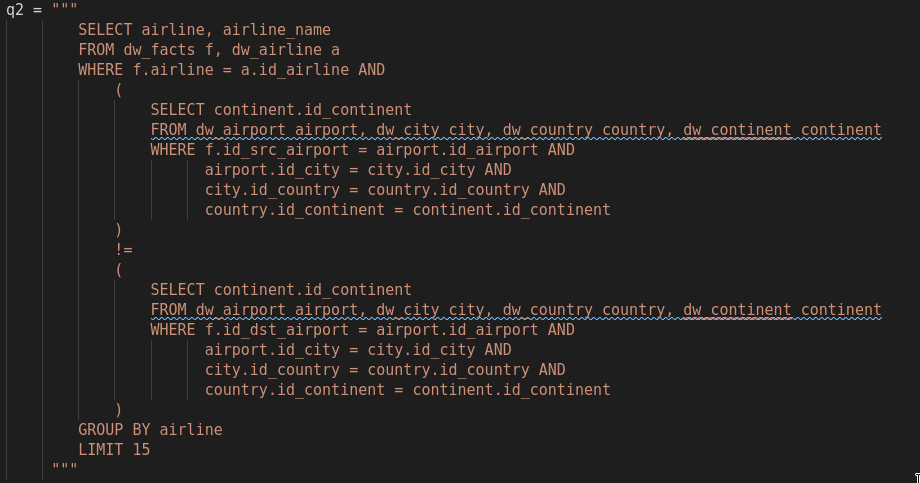 q2 = """
SELECT airline, airline_name
FROM dw_facts f, dw_airline a
WHERE f.airline = a.id_airline AND
(
SELECT continent.id_continent
FROM dw_airport airport, dw_city city, dw_country country, dw_continent continent
WHERE f.id_src_airport = airport.id_airport AND
airport.id_city = city.id_city AND
city.id_country = country.id_country AND
country.id_continent = continent.id_continent
)
!=
(
SELECT continent.id_continent
FROM dw_airport airport, dw_city city, dw_country country, dw_continent continent
WHERE f.id_dst_airport = airport.id_airport AND
airport.id_city = city.id_city AND
city.id_country = country.id_country AND
country.id_continent = continent.id_continent
)
GROUP BY airline
LIMIT 15
"""